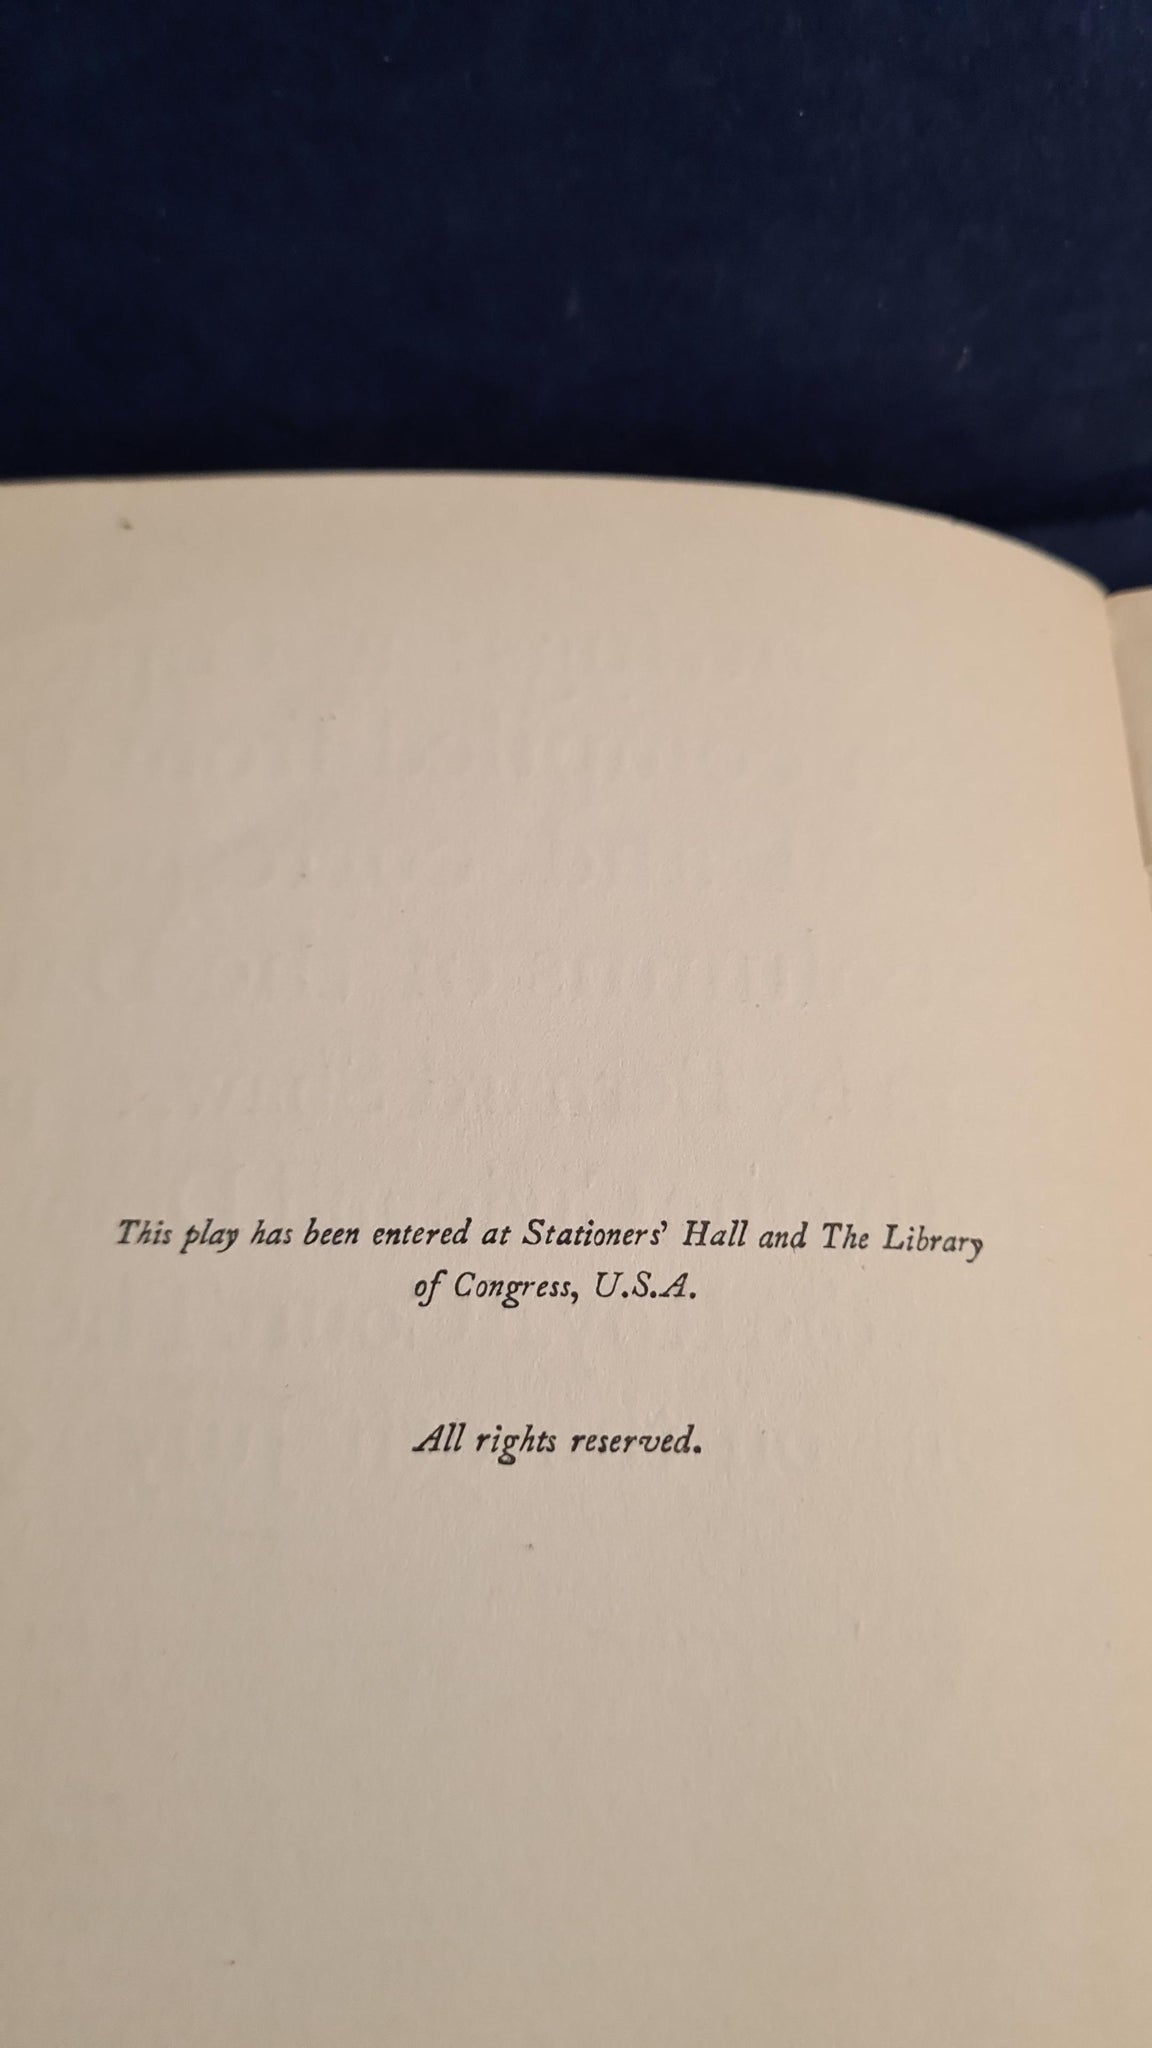 This play has been entered at Stationers' Hall and The Library
of Congress, U.S.A.
All rights reserved.